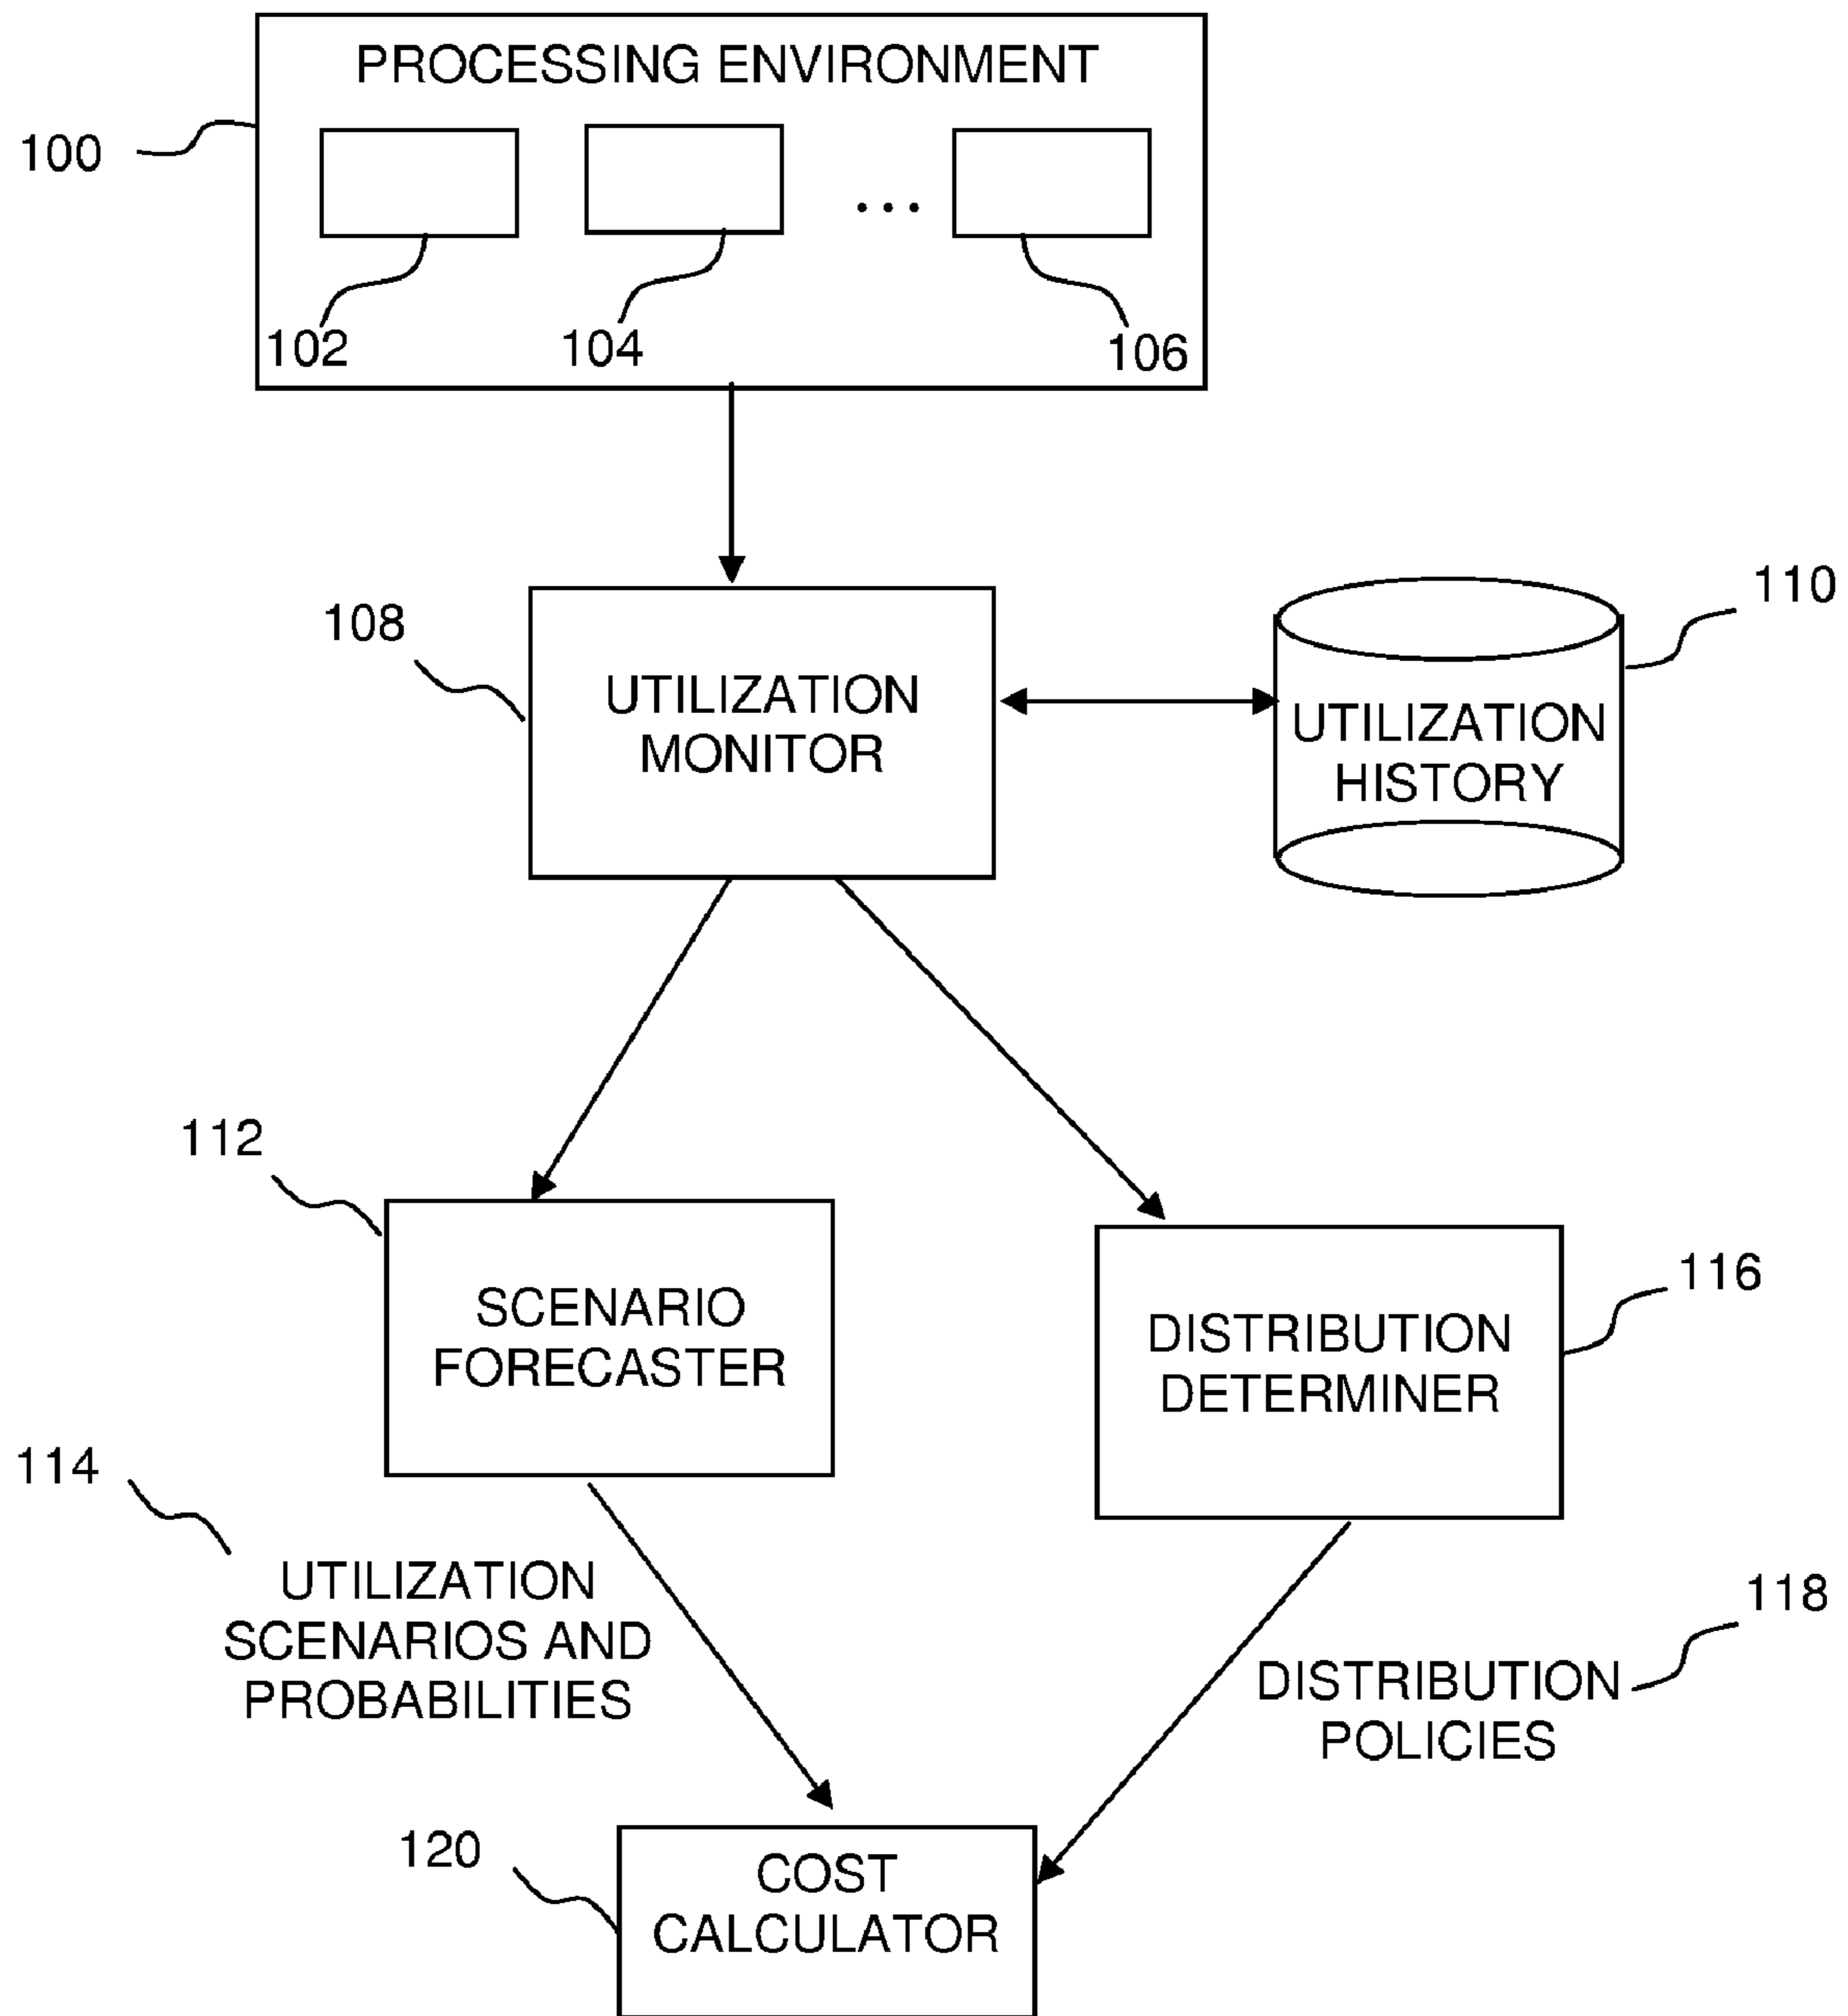 PROCESSING ENVIRONMENT
100
...
102
104
106
108
UTILIZATION
MONITOR
110
UTILIZATION
HISTORY
112
SCENARIO
FORECASTER
116
DISTRIBUTION
DETERMINER
114
UTILIZATION
SCENARIOS AND
PROBABILITIES
118
DISTRIBUTION
POLICIES
120
COST
CALCULATOR